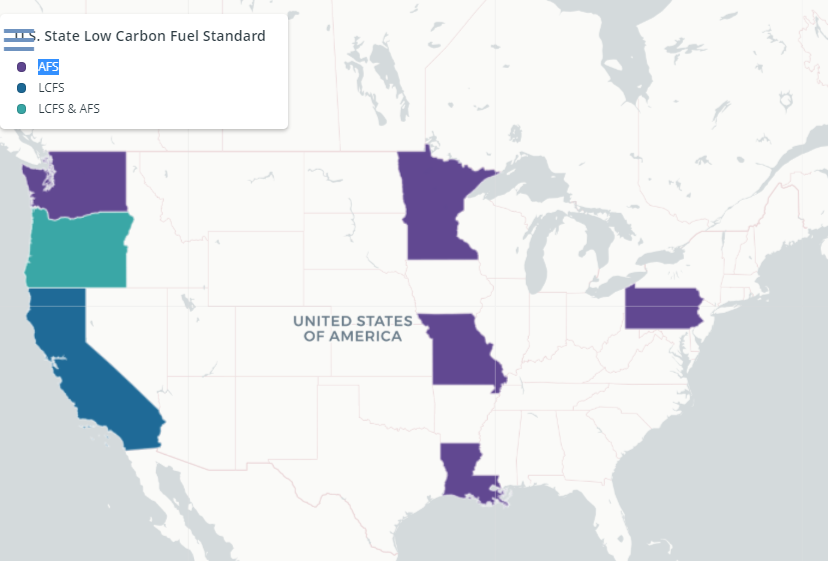 U.S. State Low Carbon Fuel Standard
AFS
LCFS
LCFS & AFS
UNITED STATES
OF AMERICA